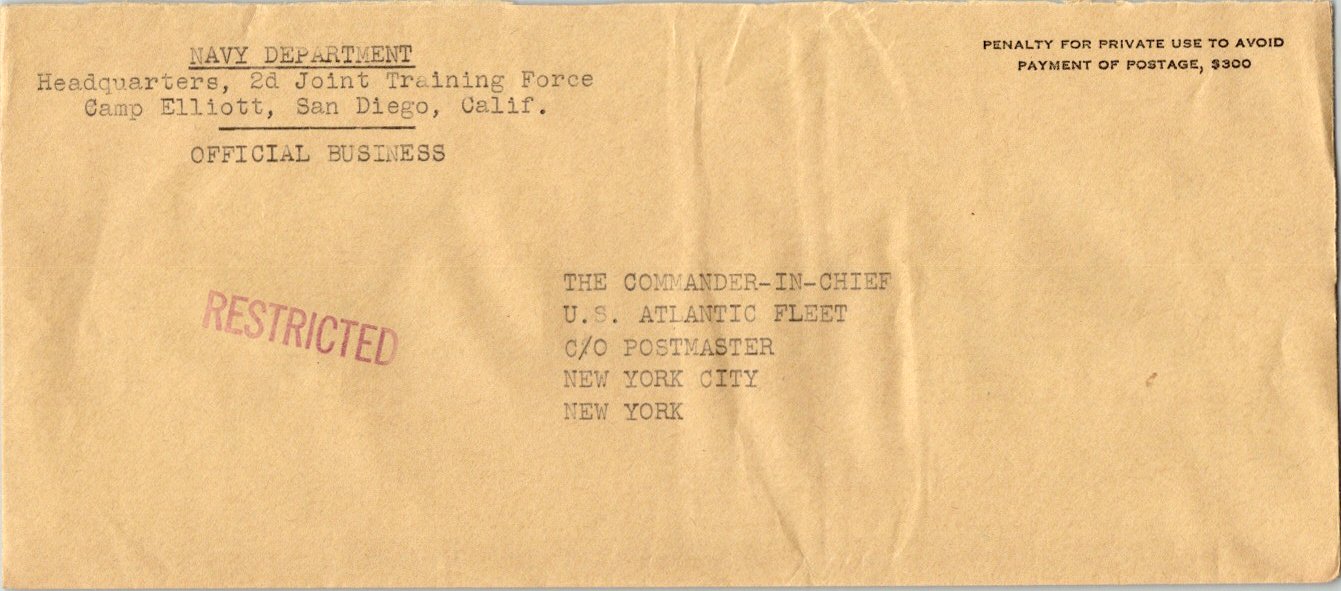 NAVY DEPARTMENT
Headquarters, 2d Joint Training Force
Camp Elliott, San Diego, Calif.
OFFICIAL BUSINESS
PENALTY FOR PRIVATE USE TO AVOID
PAYMENT OF POSTAGE, $300
RESTRICTED
THE COMMANDER-IN-CHIEF
U.S. ATLANTIC FLEET
C/O POSTMASTER
NEW YORK CITY
NEW YORK